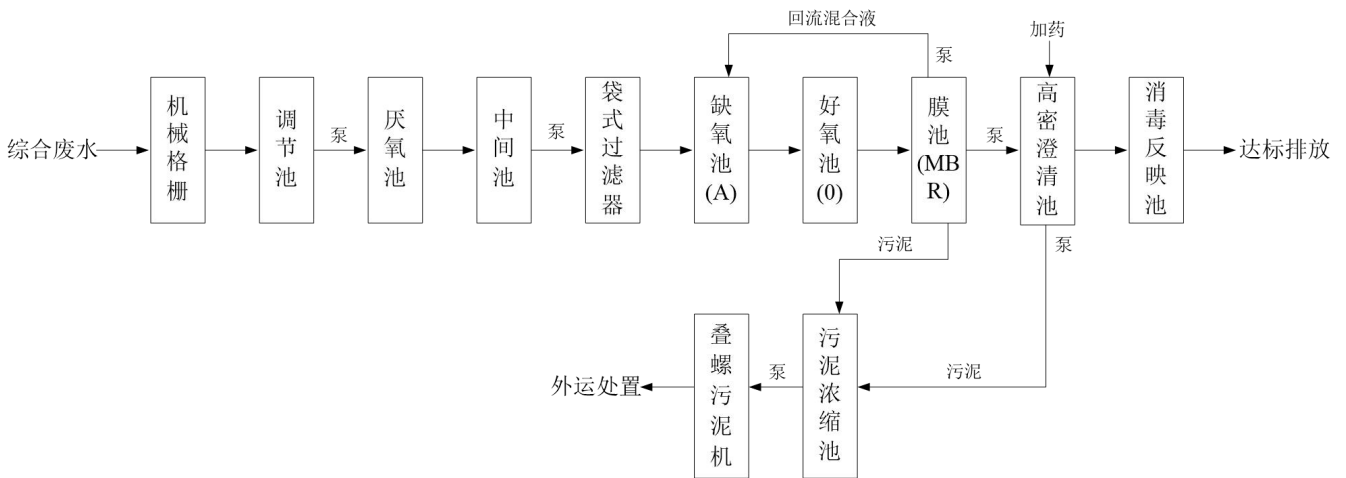 回流混合液
加药
泵
综合废水
机械格栅
调节池
泵
厌氧池
中间池
泵
袋式过滤器
缺氧池
(A)
好氧池
(0)
膜池
(MB
R)
泵
高密澄清池
消毒反映池
达标排放
污泥
泵
外运处置
叠螺污泥机
泵
污泥浓缩池
污泥